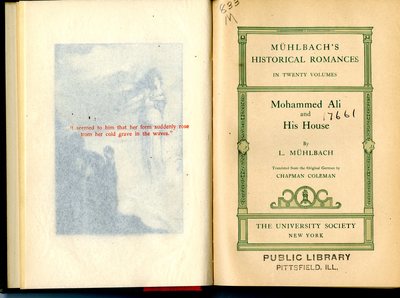 "I seemed to him that her form suddenly rose
from her cold grave in the waves."
833
M
MÜHLBACH'S
HISTORICAL ROMANCES
IN TWENTY VOLUMES
Mohammed Ali
and
17661
His House
By
L. MÜHLBACH
Translated from the Original German by
CHAPMAN COLEMAN
THE UNIVERSITY SOCIETY
NEW YORK
PUBLIC LIBRARY
PITTSFIELD, ILL.